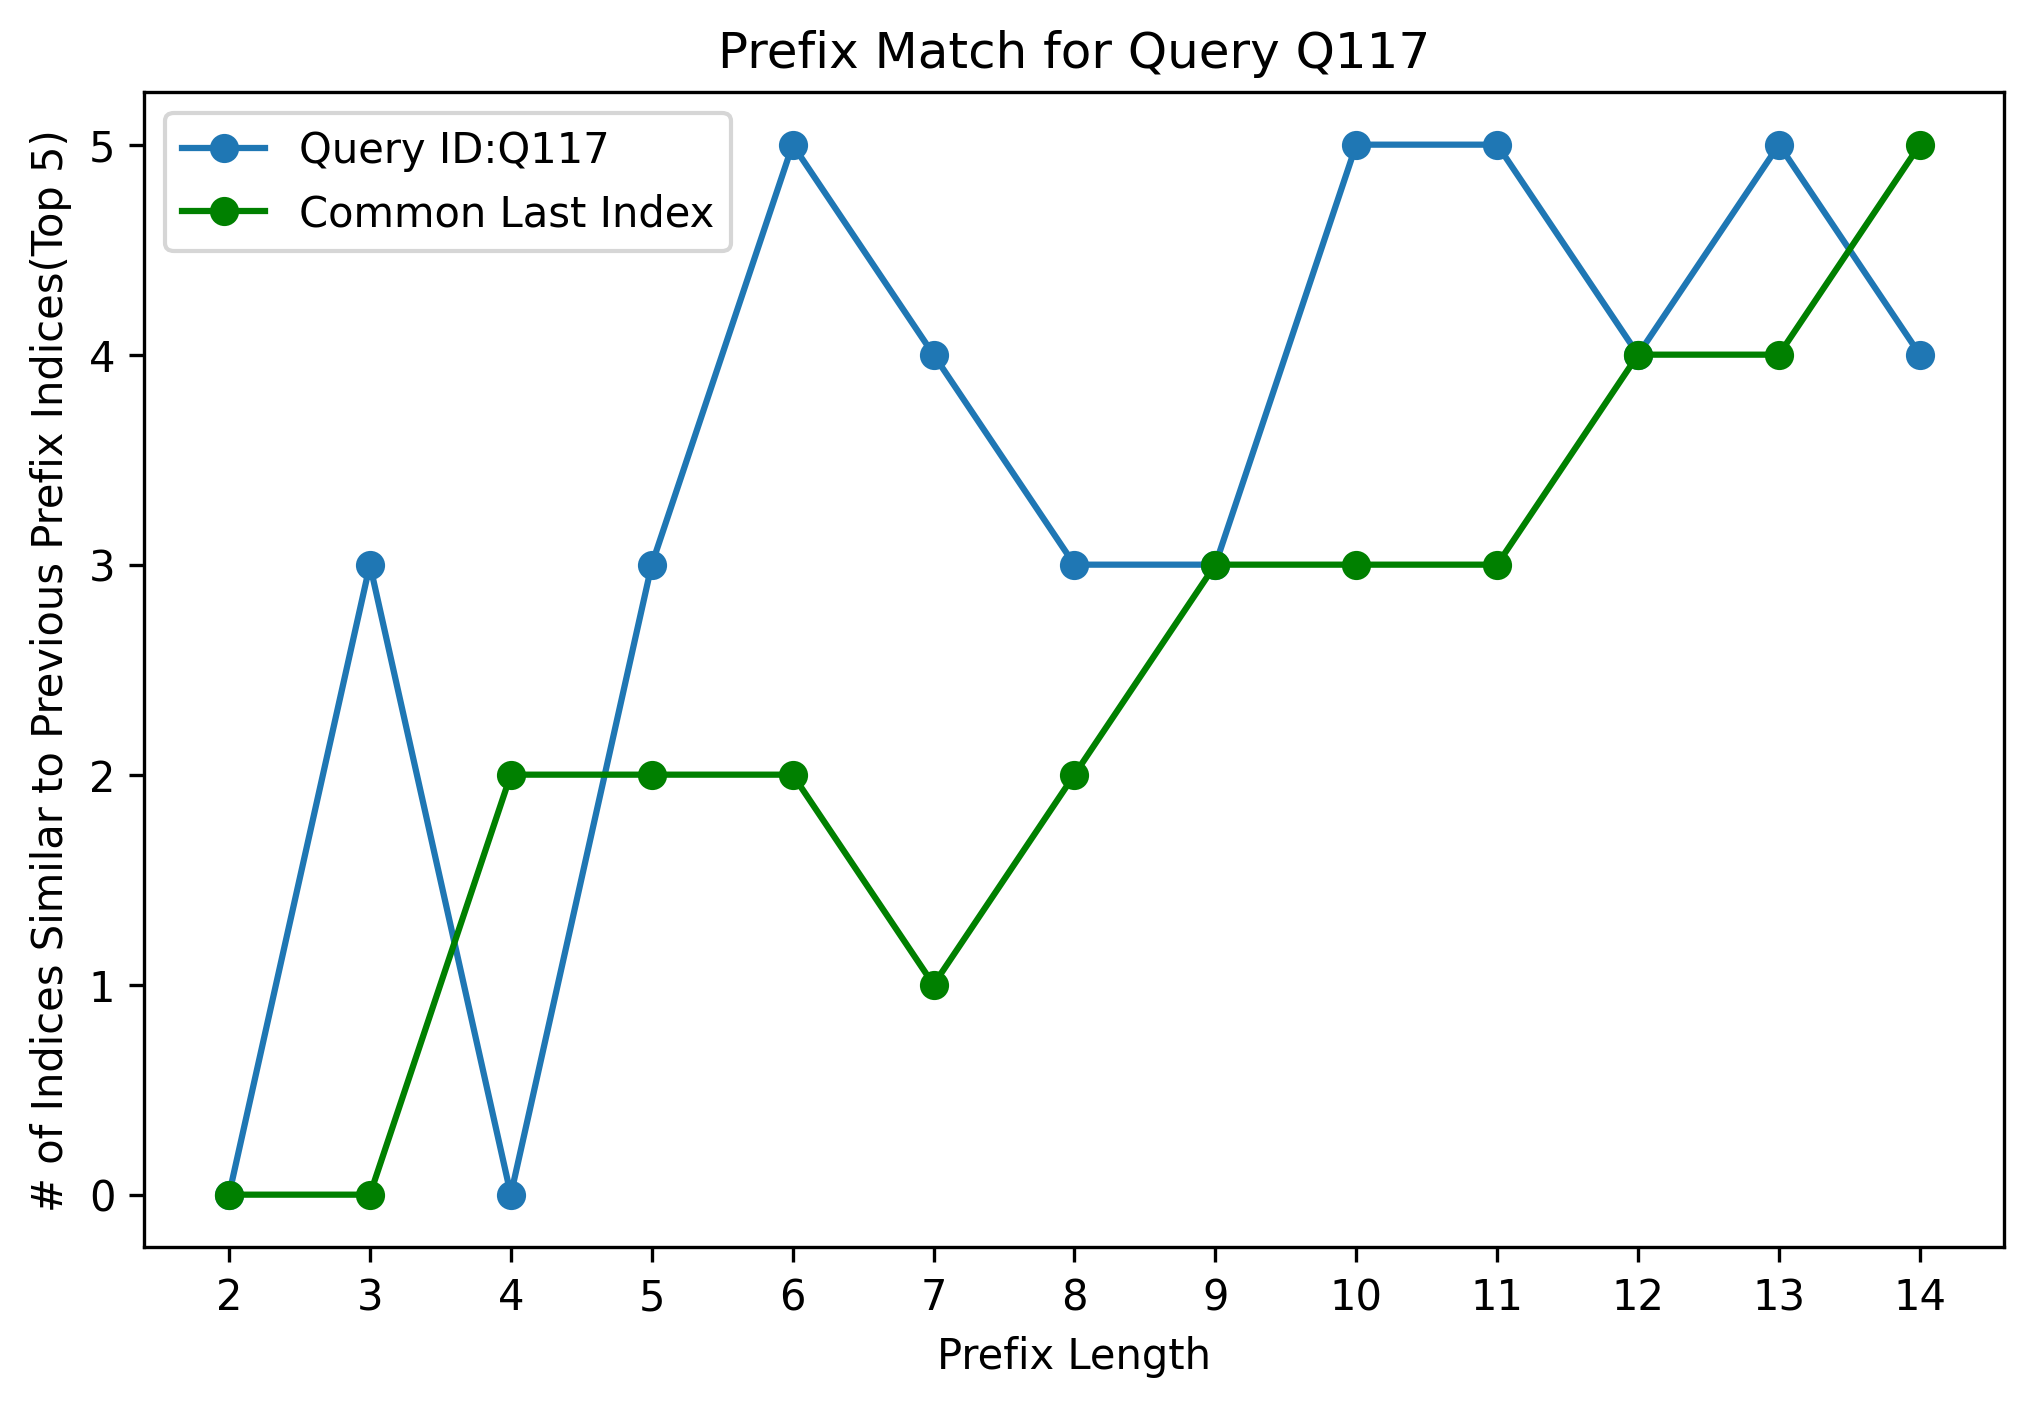 Prefix Match for Query Q117
Query ID:Q117
Common Last Index
# of Indices Similar to Previous Prefix Indices(Top 5)
5
4
3
2
1
0
2 3 4 5 6 7 8 9 10 11 12 13 14
Prefix Length